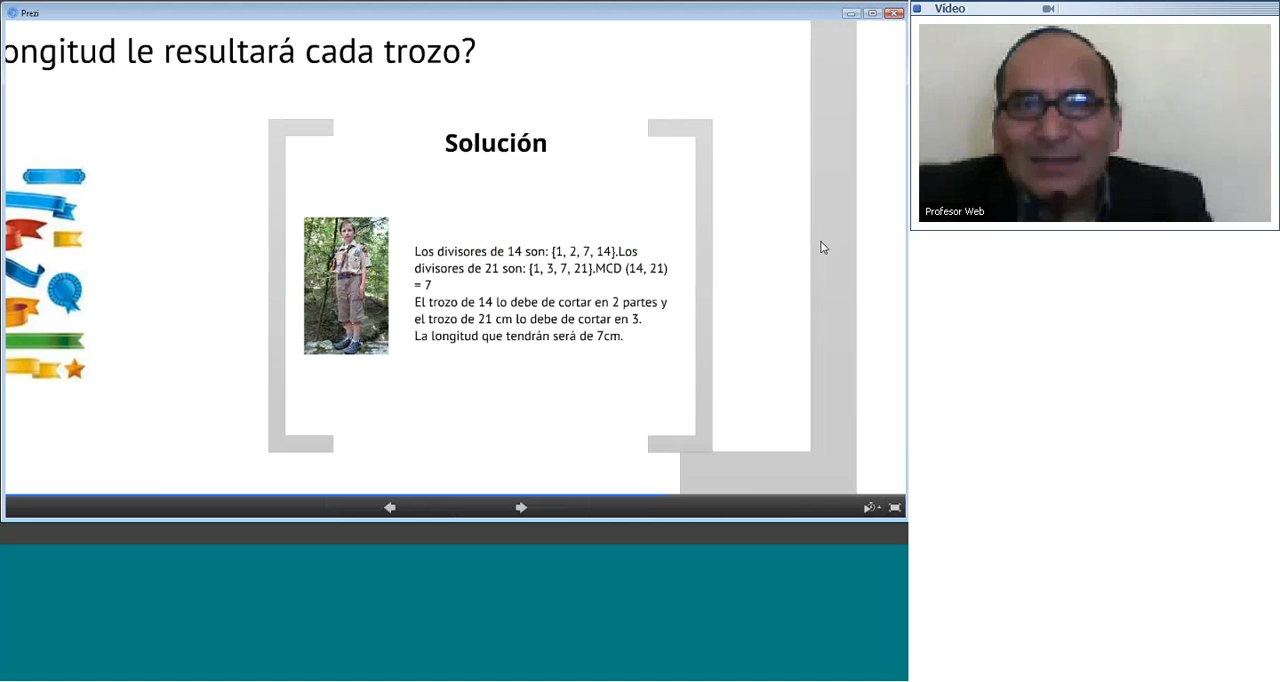 Prezi
Vídeo
ongitud le resultará cada trozo?
Solución
Los divisores de 14 son: {1, 2, 7, 14}.Los
divisores de 21 son: {1, 3, 7, 21}.MCD (14, 21)
= 7
El trozo de 14 lo debe de cortar en 2 partes y
el trozo de 21 cm lo debe de cortar en 3.
La longitud que tendrán será de 7cm.
Profesor Web